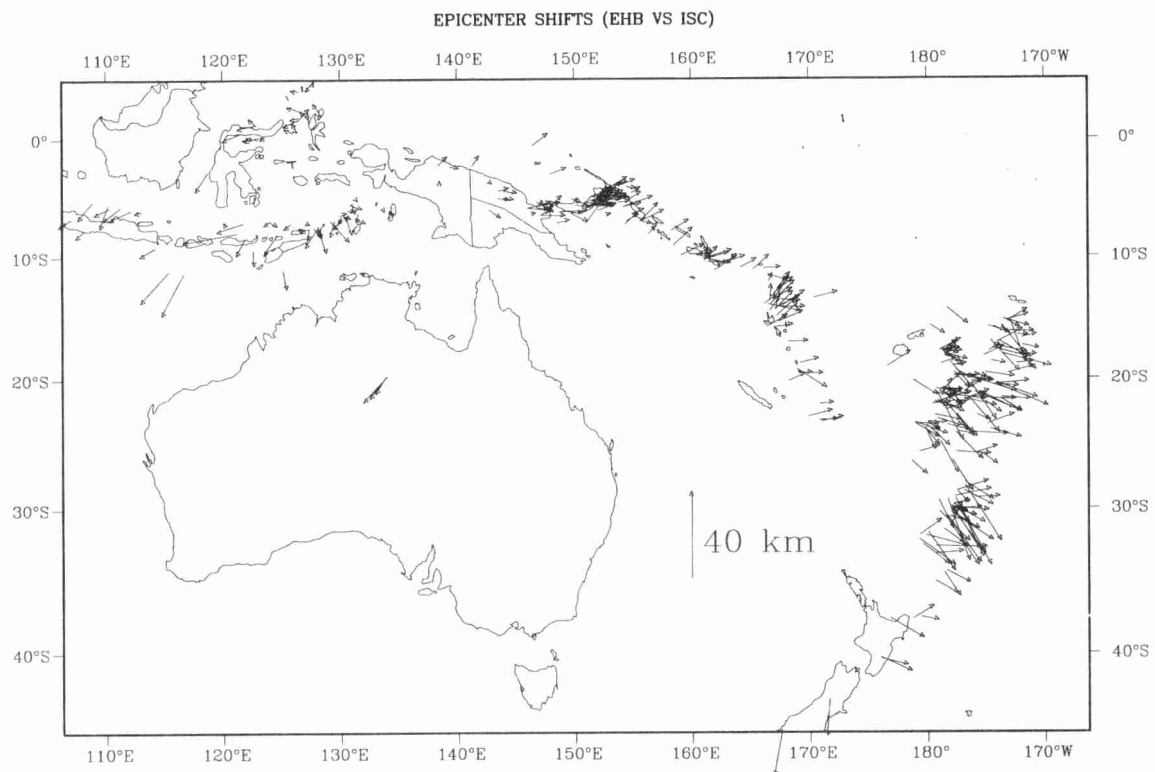 EPICENTER SHIFTS (EHB VS ISC)
110°E 120°E 130°E 140°E 150°E 160°E 170°E 180° 170°W
0° 0°
10°S 10°S
20°S 20°S
30°S 30°S
40 km
40°S 40°S
110°E 120°E 130°E 140°E 150°E 160°E 170°E 180° 170°W